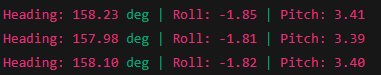 Heading: 158.23 deg | Roll: -1.85 | Pitch: 3.41
Heading: 157.98 deg | Roll: -1.81 | Pitch: 3.39
Heading: 158.10 deg | Roll: -1.82 | Pitch: 3.40